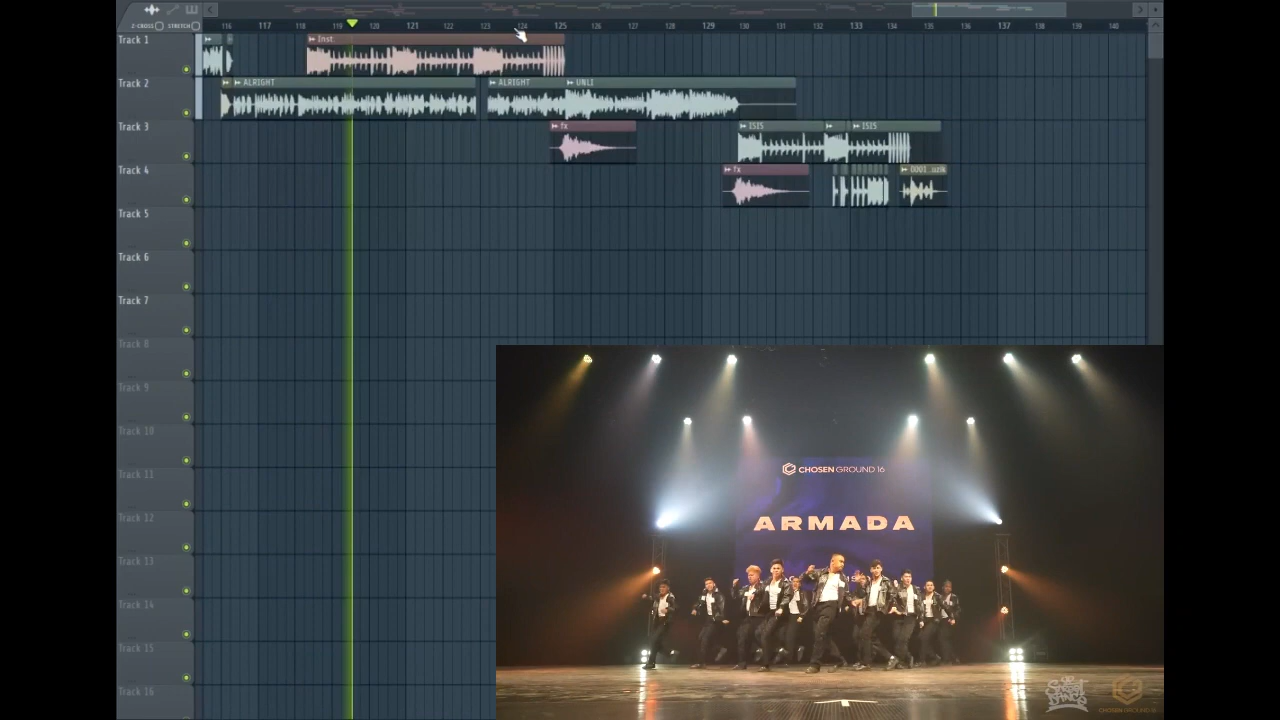 Z-CROSS STRETCH
116 117 118 119 120 121 122 123 124 125 126 127 128 129 130 131 132 133 134 135 136 137 138 139 140
Track 1
Inst
Track 2
ALRIGHT
ALRIGHT
UNLI
Track 3
fx
ISIS
ISIS
Track 4
fx
Track 5
Track 6
Track 7
Track 8
Track 9
Track 10
Track 11
Track 12
Track 13
Track 14
Track 15
Track 16
CHOSEN GROUND 16
ARMADA
CHOSEN GROUND 16